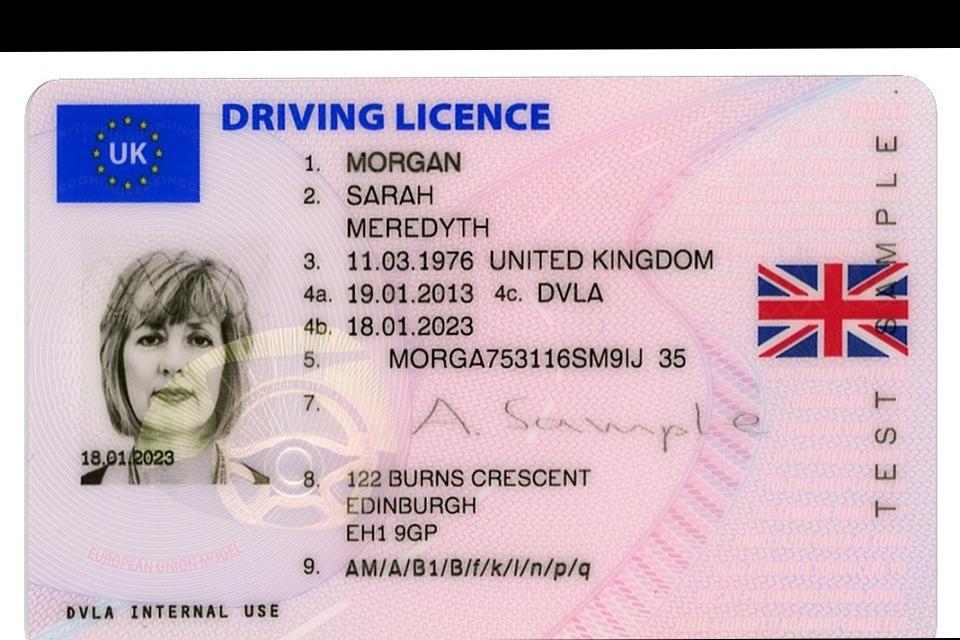 DRIVING LICENCE
UK
1. MORGAN
2. SARAH
MEREDYTH
3. 11.03.1976 UNITED KINGDOM
4a. 19.01.2013 4c. DVLA
4b. 18.01.2023
5. MORGA753116SM9IJ 35
7. A. Sample
18.01.2023
8. 122 BURNS CRESCENT
EDINBURGH
EH1 9GP
9. AM/A/B1/B/f/k/l/n/p/q
EUROPEAN UNION MODEL
DVLA INTERNAL USE
TEST SAMPLE